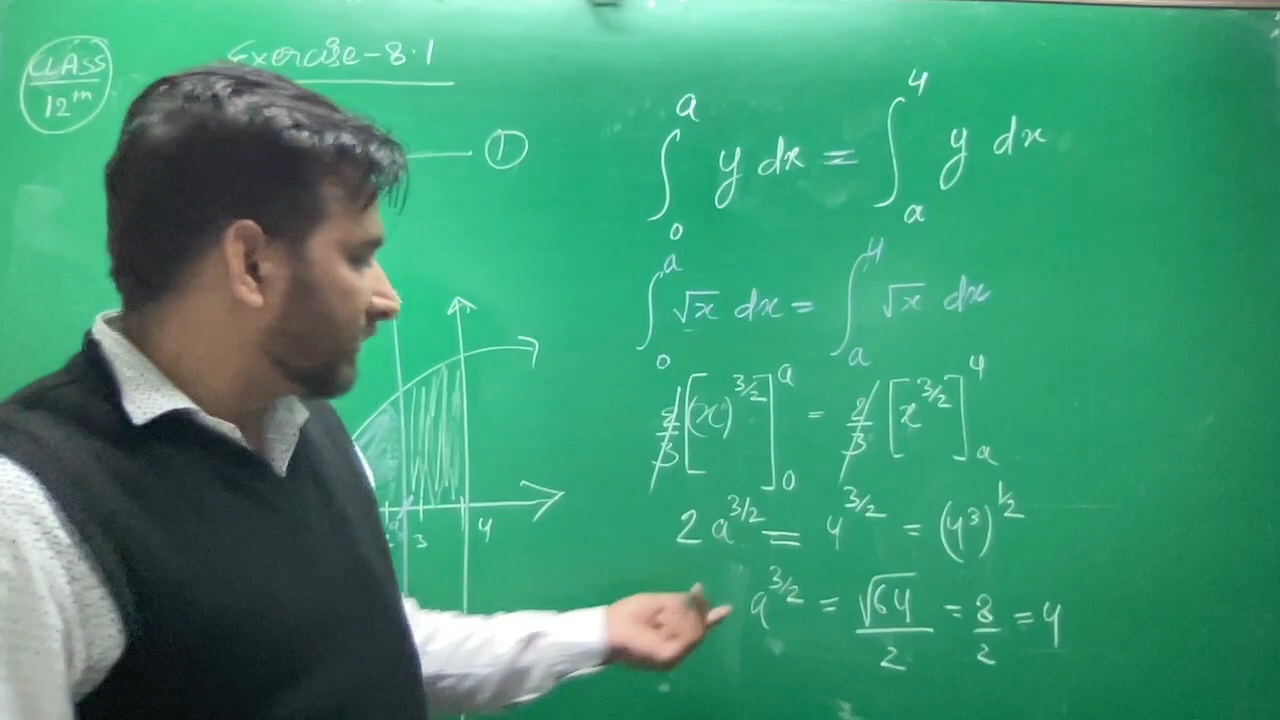 CLASS
12th
Exercise-8.1
①
∫₀ᵃ y dx = ∫ₐ⁴ y dx
∫₀ᵃ √x dx = ∫ₐ⁴ √x dx
2/3 [(x)^3/2]₀ᵃ = 2/3 [x^3/2]ₐ⁴
2 a^3/2 = 4^3/2 = (4³)^1/2
a^3/2 = √64/2 = 8/2 = 4
a 3 4